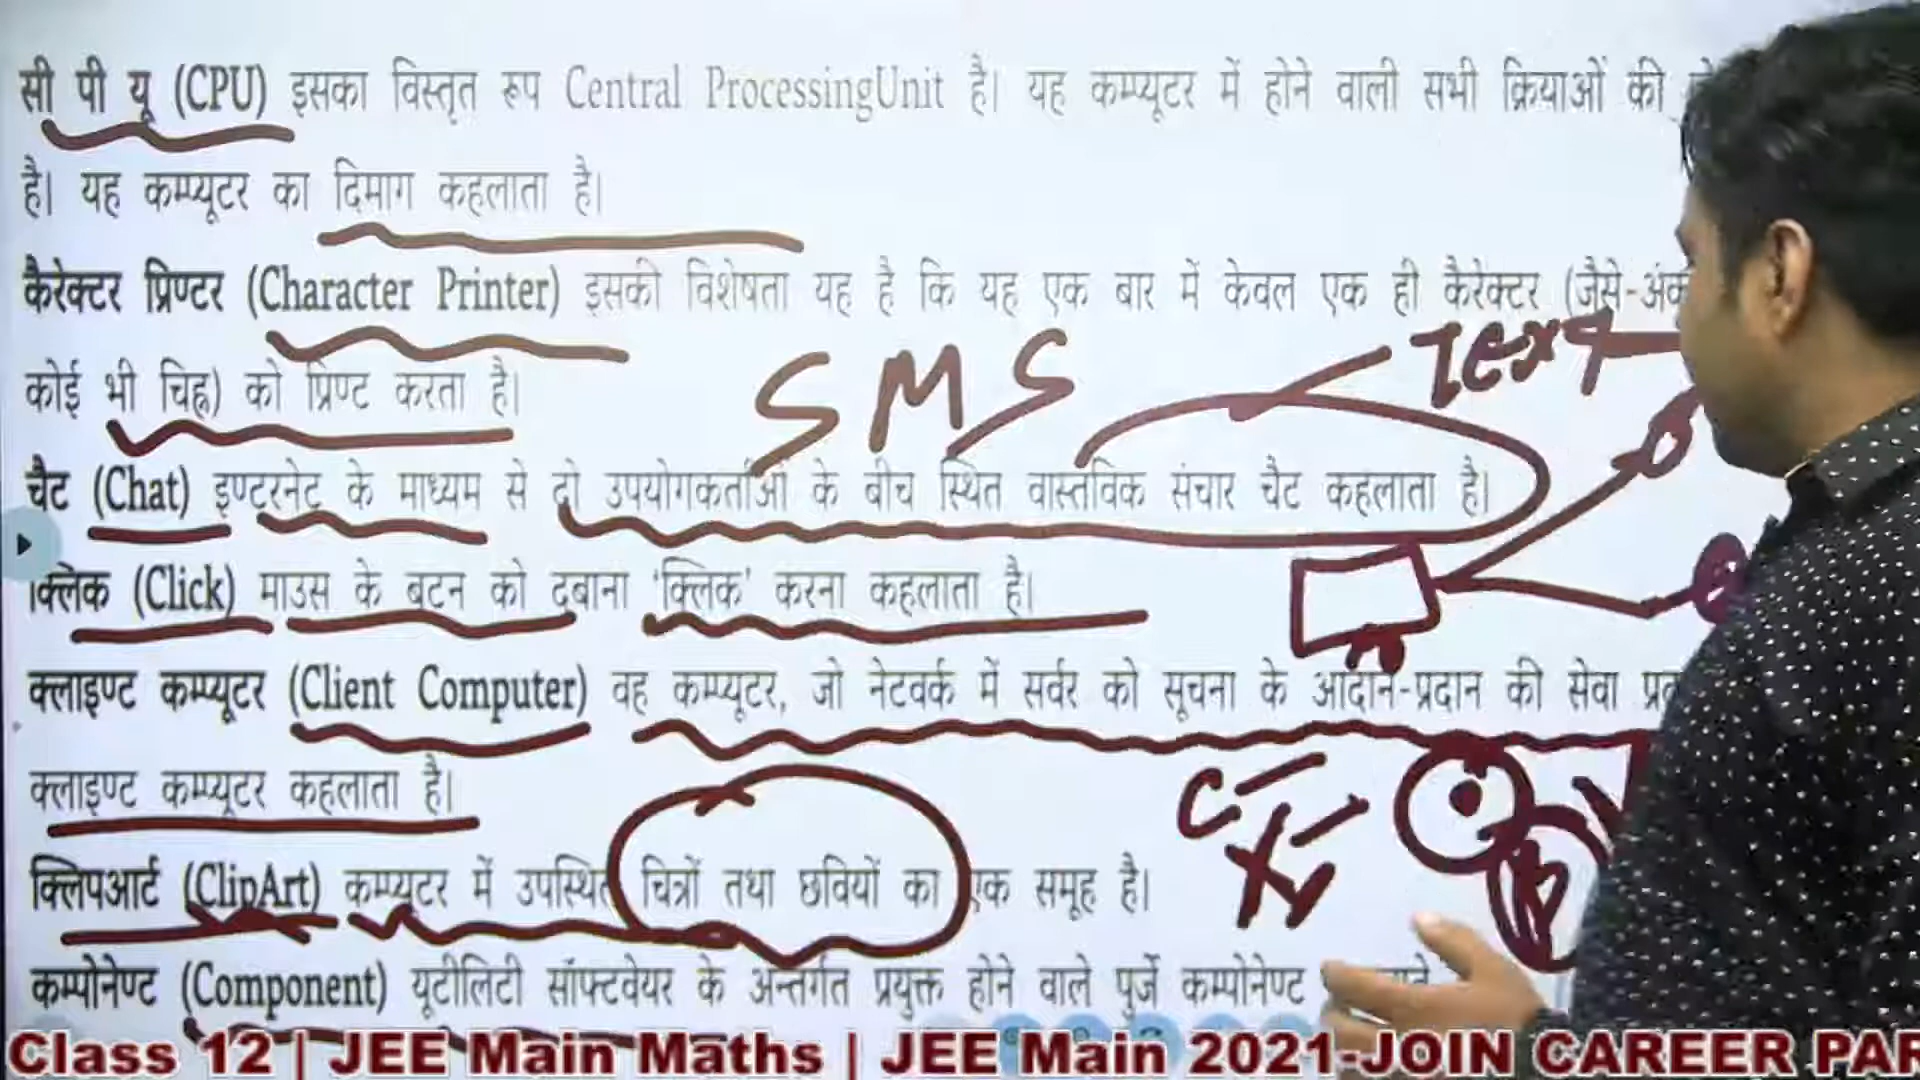 सी पी यू (CPU) इसका विस्तृत रूप Central ProcessingUnit है। यह कम्प्यूटर में होने वाली सभी क्रियाओं की
है। यह कम्प्यूटर का दिमाग कहलाता है।
कैरेक्टर प्रिण्टर (Character Printer) इसकी विशेषता यह है कि यह एक बार में केवल एक ही कैरेक्टर (जैसे-अंक
Text
कोई भी चिह्न) को प्रिण्ट करता है।
SMS
चैट (Chat) इण्टरनेट के माध्यम से दो उपयोगकर्ताओं के बीच स्थित वास्तविक संचार चैट कहलाता है।
क्लिक (Click) माउस के बटन को दबाना 'क्लिक' करना कहलाता है।
क्लाइण्ट कम्प्यूटर (Client Computer) वह कम्प्यूटर, जो नेटवर्क में सर्वर को सूचना के आदान-प्रदान की सेवा
क्लाइण्ट कम्प्यूटर कहलाता है।
क्लिपआर्ट (ClipArt) कम्प्यूटर में उपस्थित चित्रों तथा छवियों का एक समूह है।
कम्पोनेण्ट (Component) यूटीलिटी सॉफ्टवेयर के अन्तर्गत प्रयुक्त होने वाले पुर्जे कम्पोनेण्ट
Class 12 | JEE Main Maths | JEE Main 2021-JOIN CAREER PAR